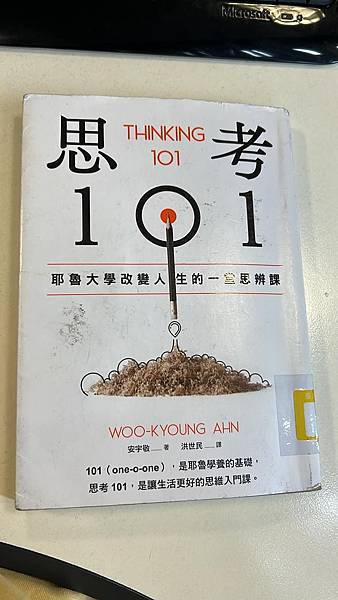 Microsoft
思 THINKING 考
101
101
耶魯大學改變人生的一堂思辨課
WOO-KYOUNG AHN
安宇敬——著 洪世民——譯
101（one-o-one），是耶魯學養的基礎，
思考 101，是讓生活更好的思維入門課。